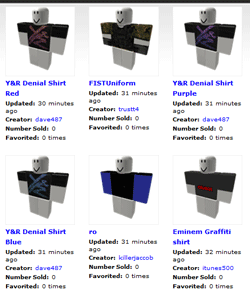 Y&R Denial Shirt
Red
Updated: 30 minutes
ago
Creator: dave487
Number Sold: 0
Favorited: 0 times
FISTUniform
Updated: 31 minutes
ago
Creator: trustt4
Number Sold: 0
Favorited: 0 times
Y&R Denial Shirt
Purple
Updated: 31 minutes
ago
Creator: dave487
Number Sold: 0
Favorited: 0 times
Y&R Denial Shirt
Blue
Updated: 31 minutes
ago
Creator: dave487
Number Sold: 0
Favorited: 0 times
ro
Updated: 31 minutes
ago
Creator: killerjaccob
Number Sold: 0
Favorited: 0 times
Eminem Graffiti
shirt
Updated: 32 minutes
ago
Creator: itunes500
Number Sold: 0
Favorited: 0 times